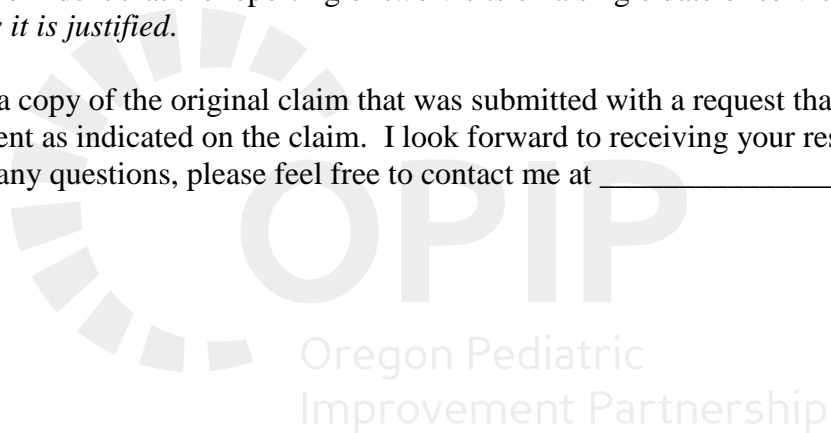 it is justified.
a copy of the original claim that was submitted with a request tha
ent as indicated on the claim.  I look forward to receiving your res
any questions, please feel free to contact me at _______________
OPIP
Oregon Pediatric
Improvement Partnership